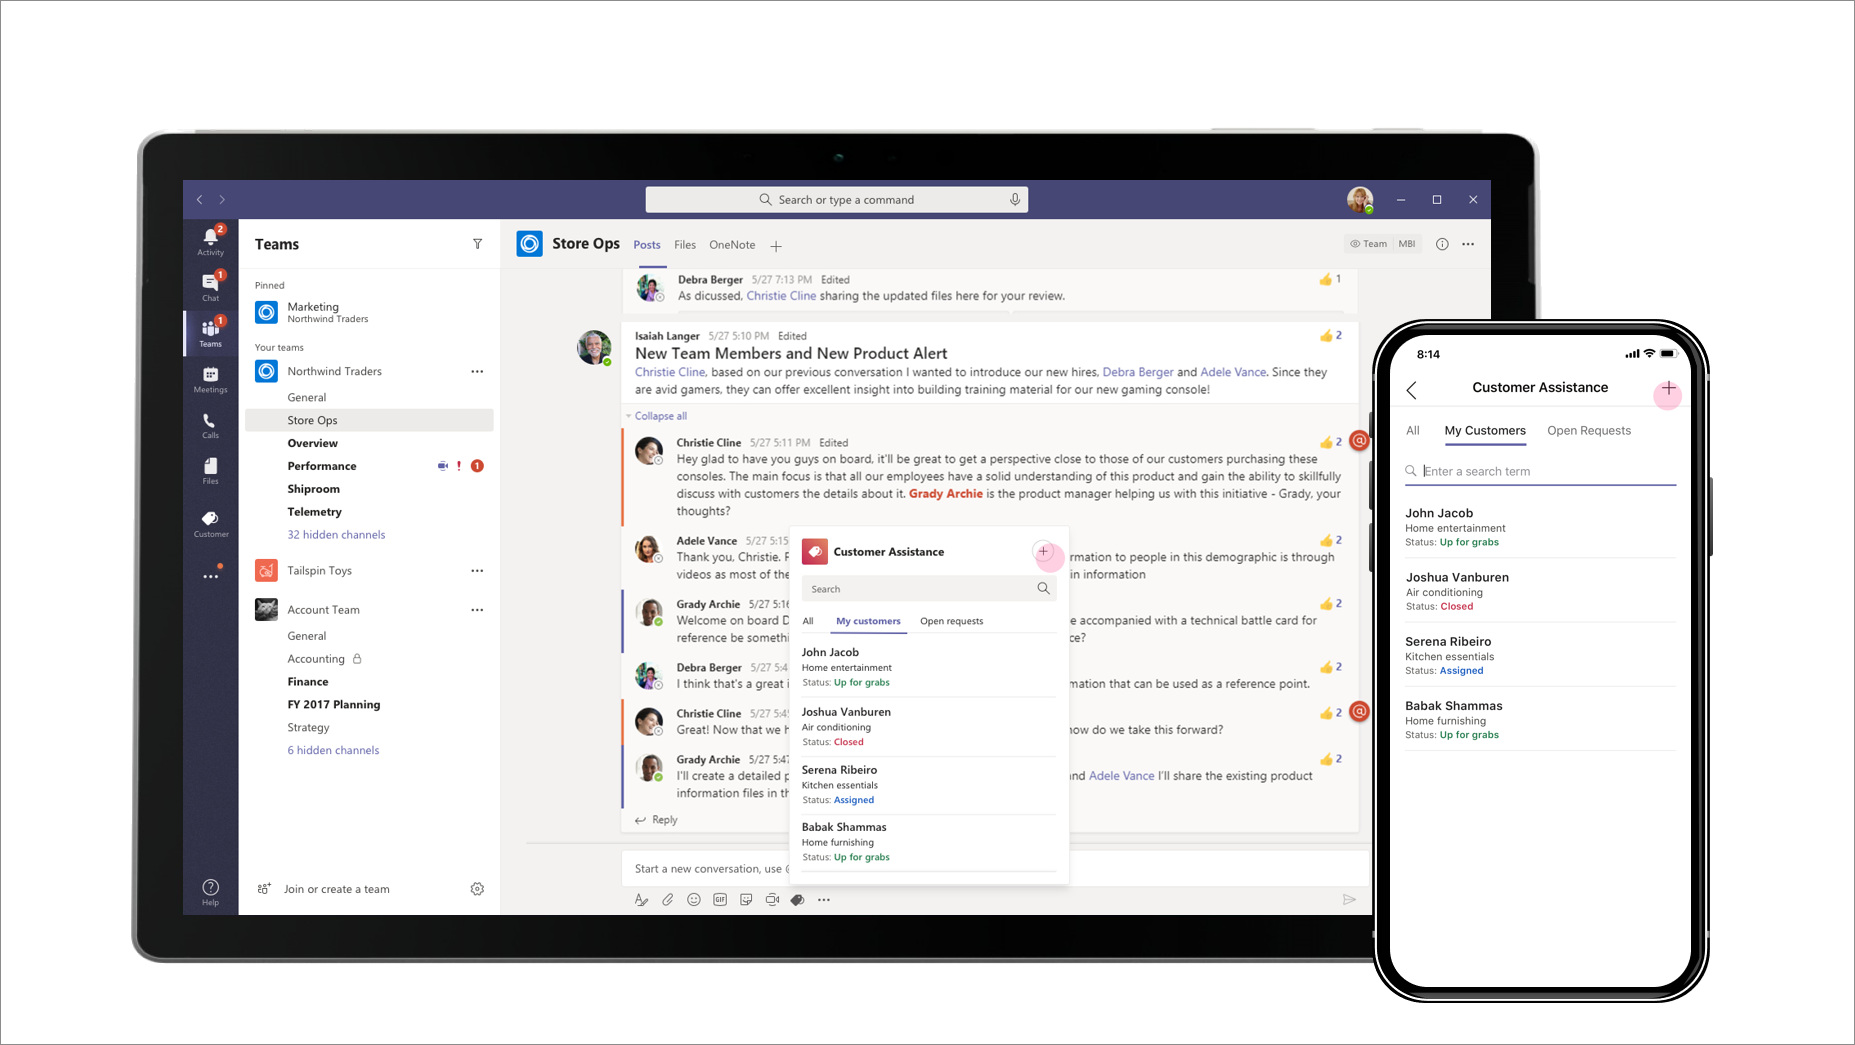 Search or type a command
2
Activity
1
Chat
1
Teams
Meetings
Calls
Files
Customer
Help
Teams
Pinned
Marketing
Northwind Traders
Your teams
Northwind Traders
General
Store Ops
Overview
Performance ! 1
Shiproom
Telemetry
32 hidden channels
Tailspin Toys
Account Team
General
Accounting
Finance
FY 2017 Planning
Strategy
6 hidden channels
Join or create a team
Store Ops Posts Files OneNote
Team MBI
Debra Berger 5/27 7:13 PM Edited 1
As dicussed, Christie Cline sharing the updated files here for your review.
Isaiah Langer 5/27 5:10 PM Edited 2
New Team Members and New Product Alert
Christie Cline, based on our previous conversation I wanted to introduce our new hires, Debra Berger and Adele Vance. Since they
are avid gamers, they can offer excellent insight into building training material for our new gaming console!
Collapse all
Christie Cline 5/27 5:11 PM Edited 2 @
Hey glad to have you guys on board, it'll be great to get a perspective close to those of our customers purchasing these
consoles. The main focus is that all our employees have a solid understanding of this product and gain the ability to skillfully
discuss with customers the details about it. Grady Archie is the product manager helping us with this initiative - Grady, your
thoughts?
Adele Vance 5/27 5:15 2
Thank you, Christie. rmation to people in this demographic is through
videos as most of the in information
Grady Archie 5/27 5:16 2
Welcome on board D e accompanied with a technical battle card for
reference be somethi ce?
Debra Berger 5/27 5:4 2
I think that's a great i mation that can be used as a reference point.
Christie Cline 5/27 5:45 2 @
Great! Now that we h how do we take this forward?
Grady Archie 5/27 5:47 2
I'll create a detailed p nd Adele Vance I'll share the existing product
information files in th
Reply
Start a new conversation, use @
GIF
Customer Assistance
Search
All My customers Open requests
John Jacob
Home entertainment
Status: Up for grabs
Joshua Vanburen
Air conditioning
Status: Closed
Serena Ribeiro
Kitchen essentials
Status: Assigned
Babak Shammas
Home furnishing
Status: Up for grabs
8:14
Customer Assistance
All My Customers Open Requests
Enter a search term
John Jacob
Home entertainment
Status: Up for grabs
Joshua Vanburen
Air conditioning
Status: Closed
Serena Ribeiro
Kitchen essentials
Status: Assigned
Babak Shammas
Home furnishing
Status: Up for grabs